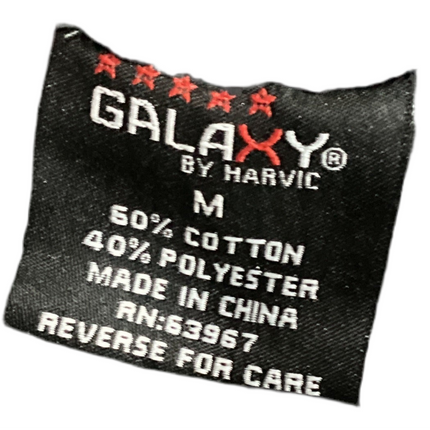 GALAXY®
BY HARVIC
M
60% COTTON
40% POLYESTER
MADE IN CHINA
RN:63967
REVERSE FOR CARE